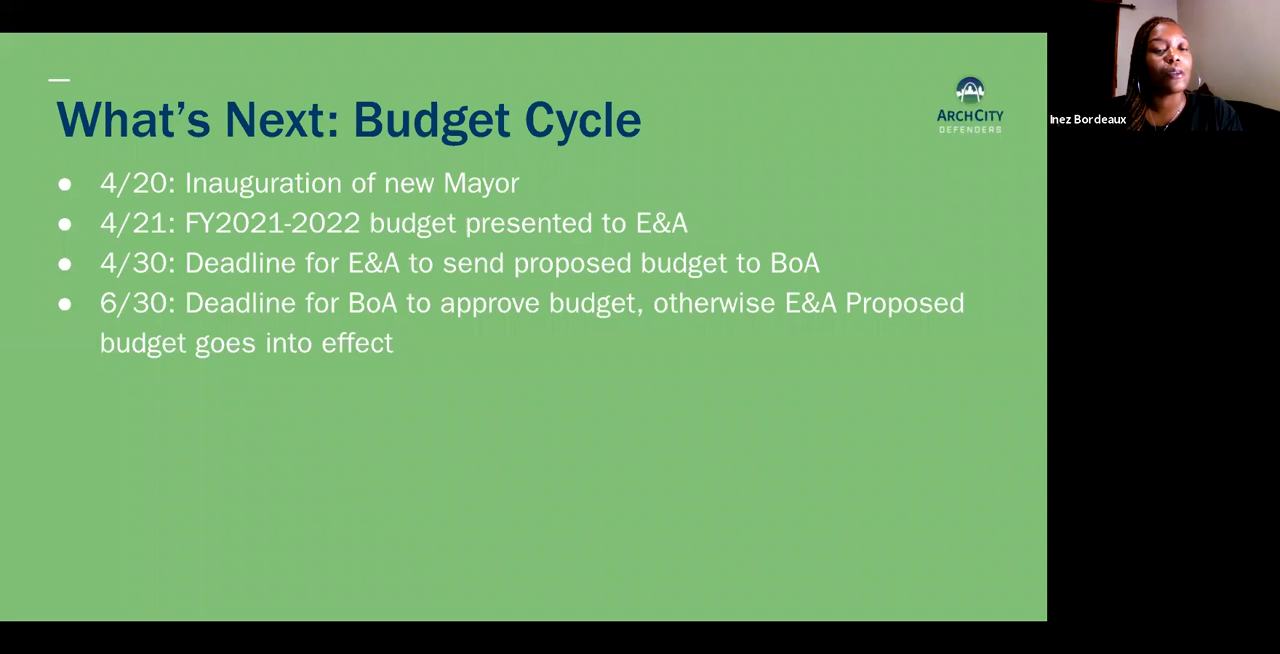 What's Next: Budget Cycle
ARCHCITY
DEFENDERS
● 4/20: Inauguration of new Mayor
● 4/21: FY2021-2022 budget presented to E&A
● 4/30: Deadline for E&A to send proposed budget to BoA
● 6/30: Deadline for BoA to approve budget, otherwise E&A Proposed
budget goes into effect
Inez Bordeaux